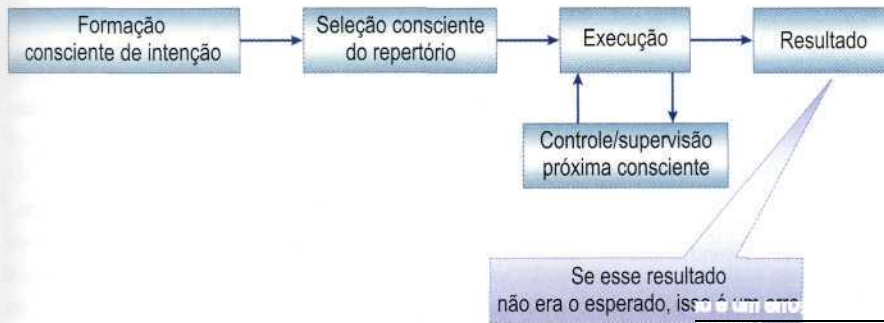 Formação
consciente de intenção
Seleção consciente
do repertório
Execução
Resultado
Controle/supervisão
próxima consciente
Se esse resultado
não era o esperado, isso é um erro